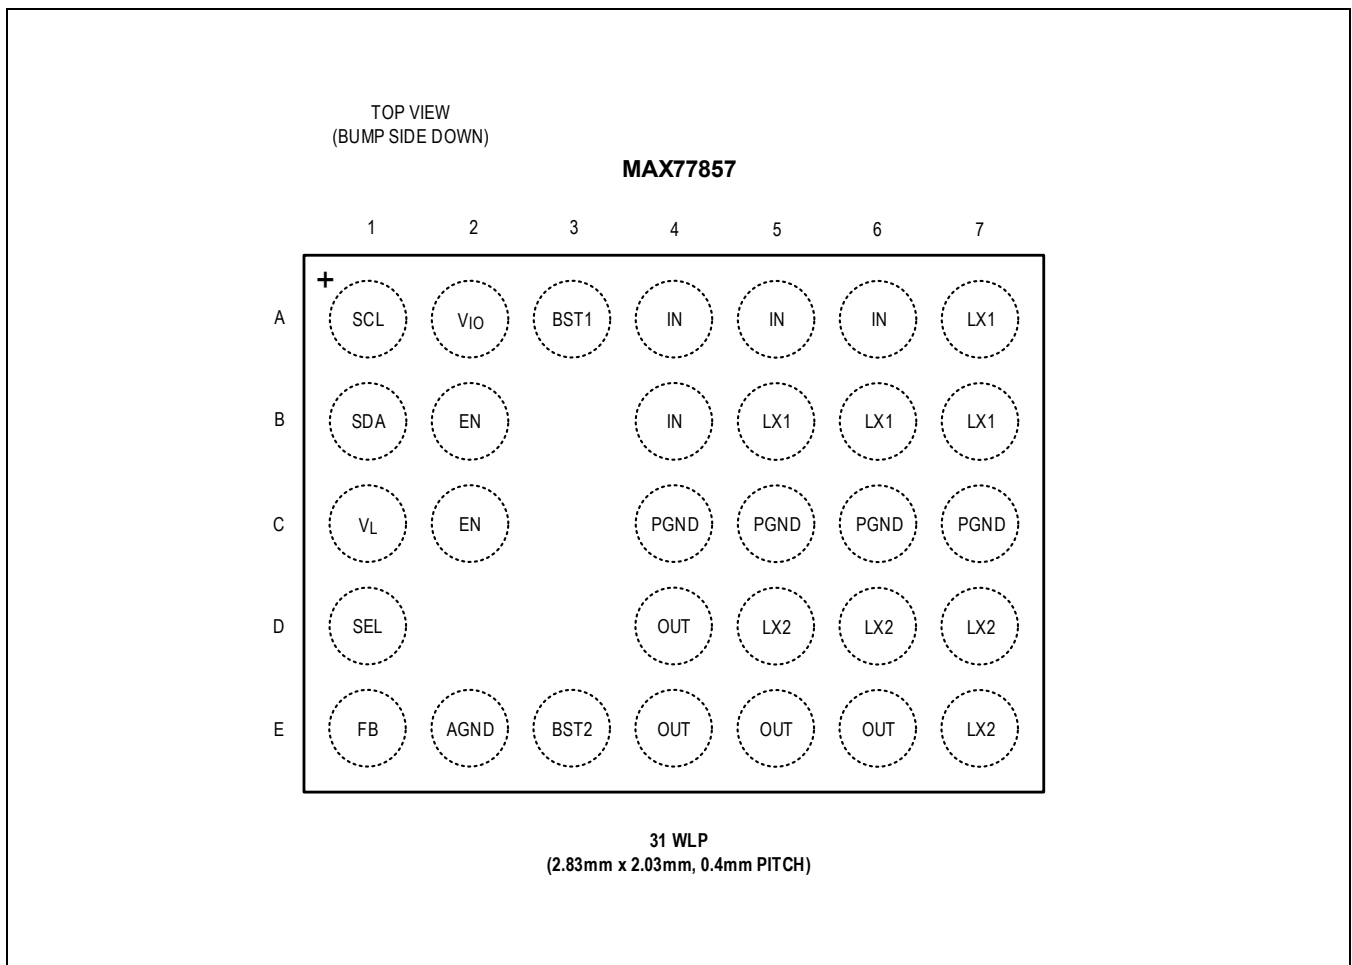 TOP VIEW
(BUMP SIDE DOWN)
MAX77857
1 2 3 4 5 6 7
+
A SCL VIO BST1 IN IN IN LX1
B SDA EN IN LX1 LX1 LX1
C VL EN PGND PGND PGND PGND
D SEL OUT LX2 LX2 LX2
E FB AGND BST2 OUT OUT OUT LX2
31 WLP
(2.83mm x 2.03mm, 0.4mm PITCH)